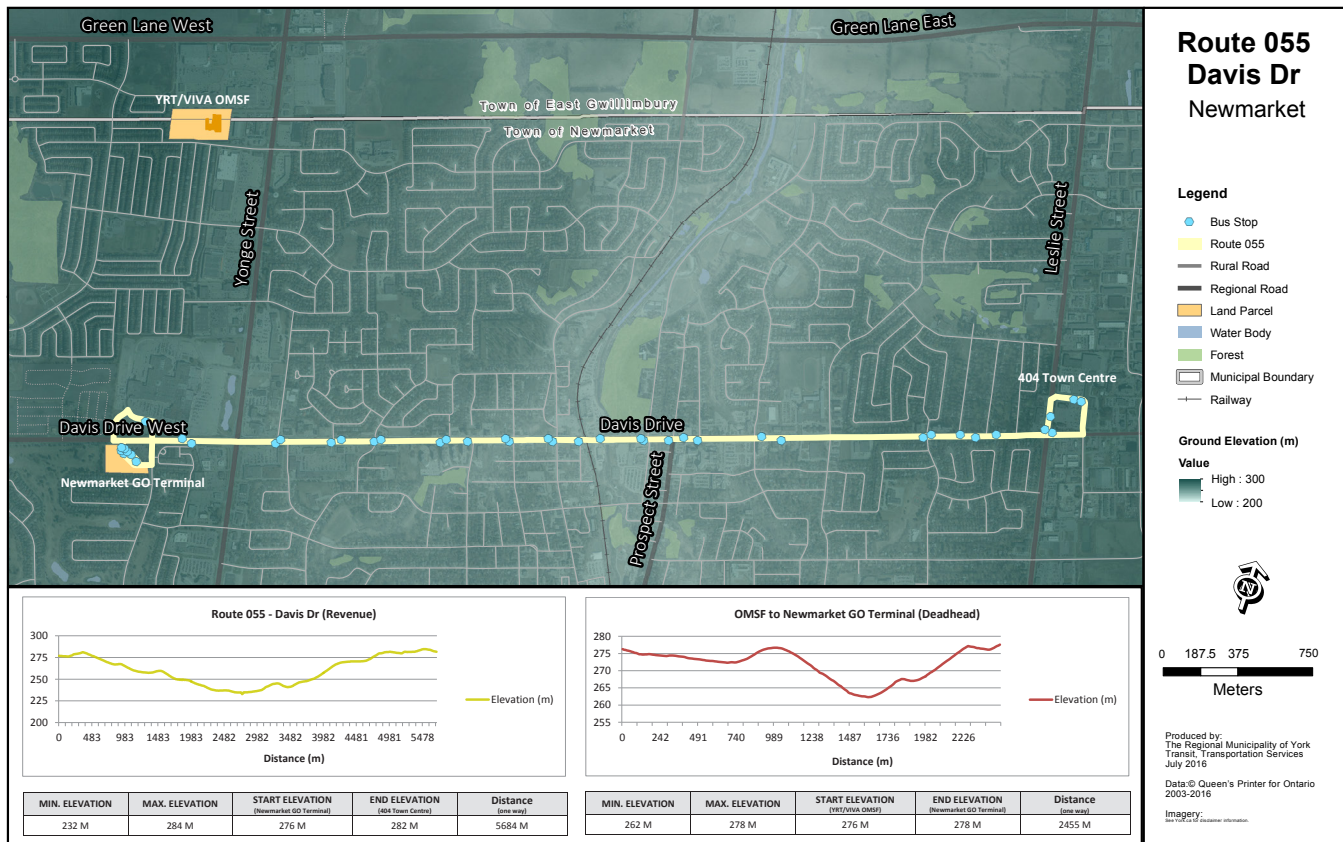 Green Lane West
Green Lane East
YRT/VIVA OMSF
Town of East Gwillimbury
Town of Newmarket
Yonge Street
Leslie Street
404 Town Centre
Davis Drive West
Davis Drive
Newmarket GO Terminal
Prospect Street
Route 055
Davis Dr
Newmarket
Legend
Bus Stop
Route 055
Rural Road
Regional Road
Land Parcel
Water Body
Forest
Municipal Boundary
Railway
Ground Elevation (m)
Value
High : 300
Low : 200
N
0 187.5 375 750
Meters
Produced by:
The Regional Municipality of York
Transit, Transportation Services
July 2016
Data:© Queen's Printer for Ontario
2003-2016
Imagery:
See York.ca for disclaimer information.
Route 055 - Davis Dr (Revenue)
300
275
250
225
200
0 483 983 1483 1983 2482 2982 3482 3982 4481 4981 5478
Distance (m)
Elevation (m)
MIN. ELEVATION MAX. ELEVATION START ELEVATION (Newmarket GO Terminal) END ELEVATION (404 Town Centre) Distance (one way)
232 M 284 M 276 M 282 M 5684 M
OMSF to Newmarket GO Terminal (Deadhead)
280
275
270
265
260
255
0 242 491 740 989 1238 1487 1736 1982 2226
Distance (m)
Elevation (m)
MIN. ELEVATION MAX. ELEVATION START ELEVATION (YRT/VIVA OMSF) END ELEVATION (Newmarket GO Terminal) Distance (one way)
262 M 278 M 276 M 278 M 2455 M